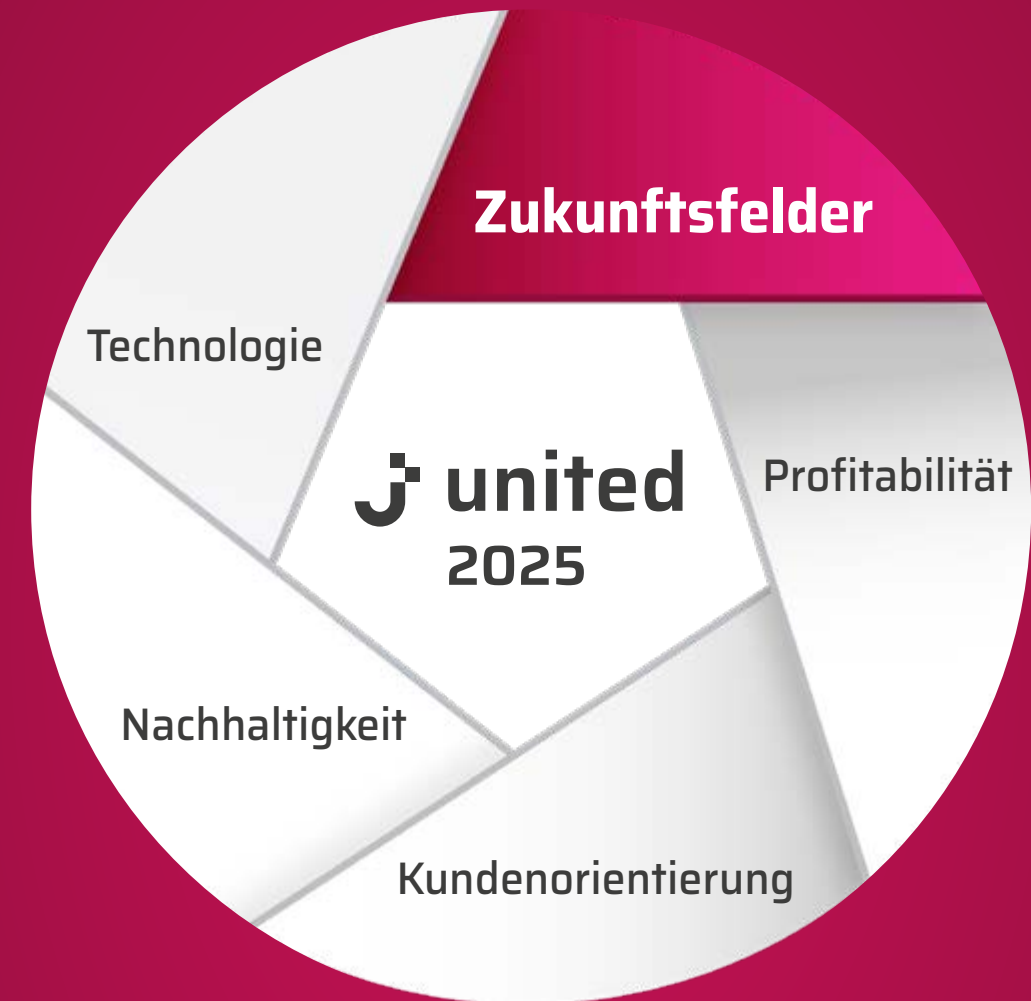 Zukunftsfelder
Technologie
Profitabilität
united
2025
Nachhaltigkeit
Kundenorientierung